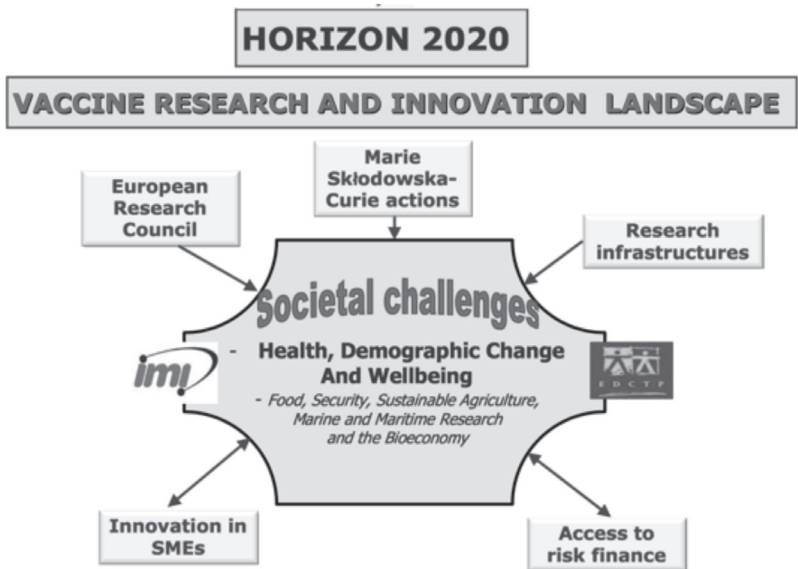 HORIZON 2020
VACCINE RESEARCH AND INNOVATION LANDSCAPE
Marie
Skłodowska-
Curie actions
European
Research
Council
Research
infrastructures
Societal challenges
- Health, Demographic Change
And Wellbeing
- Food, Security, Sustainable Agriculture,
Marine and Maritime Research
and the Bioeconomy
imi
EDCTP
Innovation in
SMEs
Access to
risk finance